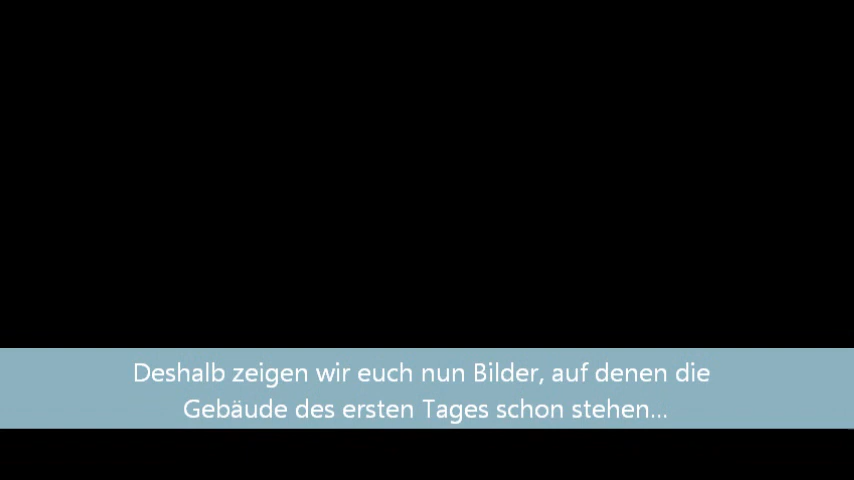 Deshalb zeigen wir euch nun Bilder, auf denen die
Gebäude des ersten Tages schon stehen...